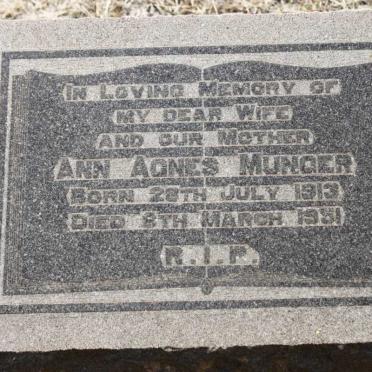 In Loving Memory of
my dear Wife
and our Mother
Ann Agnes Munger
Born 28th July 1913
Died 6th March 1951
R.I.P.